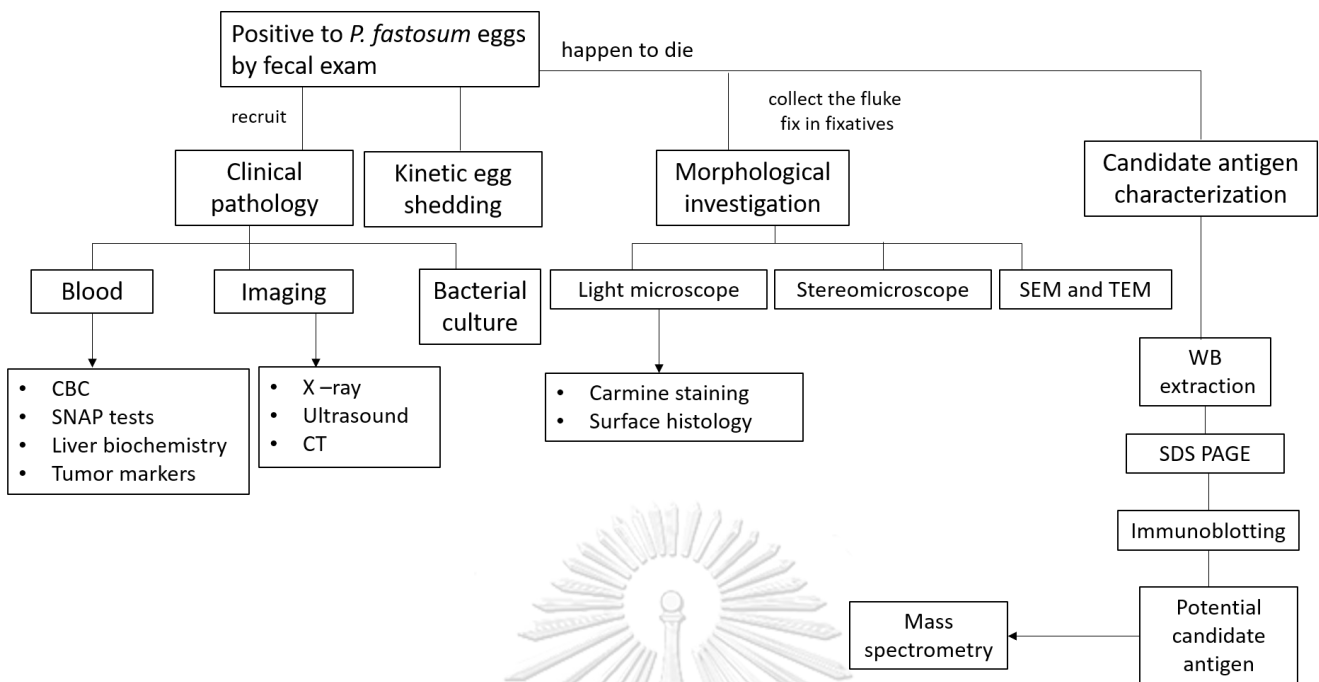 Positive to P. fastosum eggs
by fecal exam
happen to die
recruit
collect the fluke
fix in fixatives
Clinical
pathology
Kinetic egg
shedding
Morphological
investigation
Candidate antigen
characterization
Blood
Imaging
Bacterial
culture
Light microscope
Stereomicroscope
SEM and TEM
• CBC
• SNAP tests
• Liver biochemistry
• Tumor markers
• X –ray
• Ultrasound
• CT
• Carmine staining
• Surface histology
WB
extraction
SDS PAGE
Immunoblotting
Potential
candidate
antigen
Mass
spectrometry